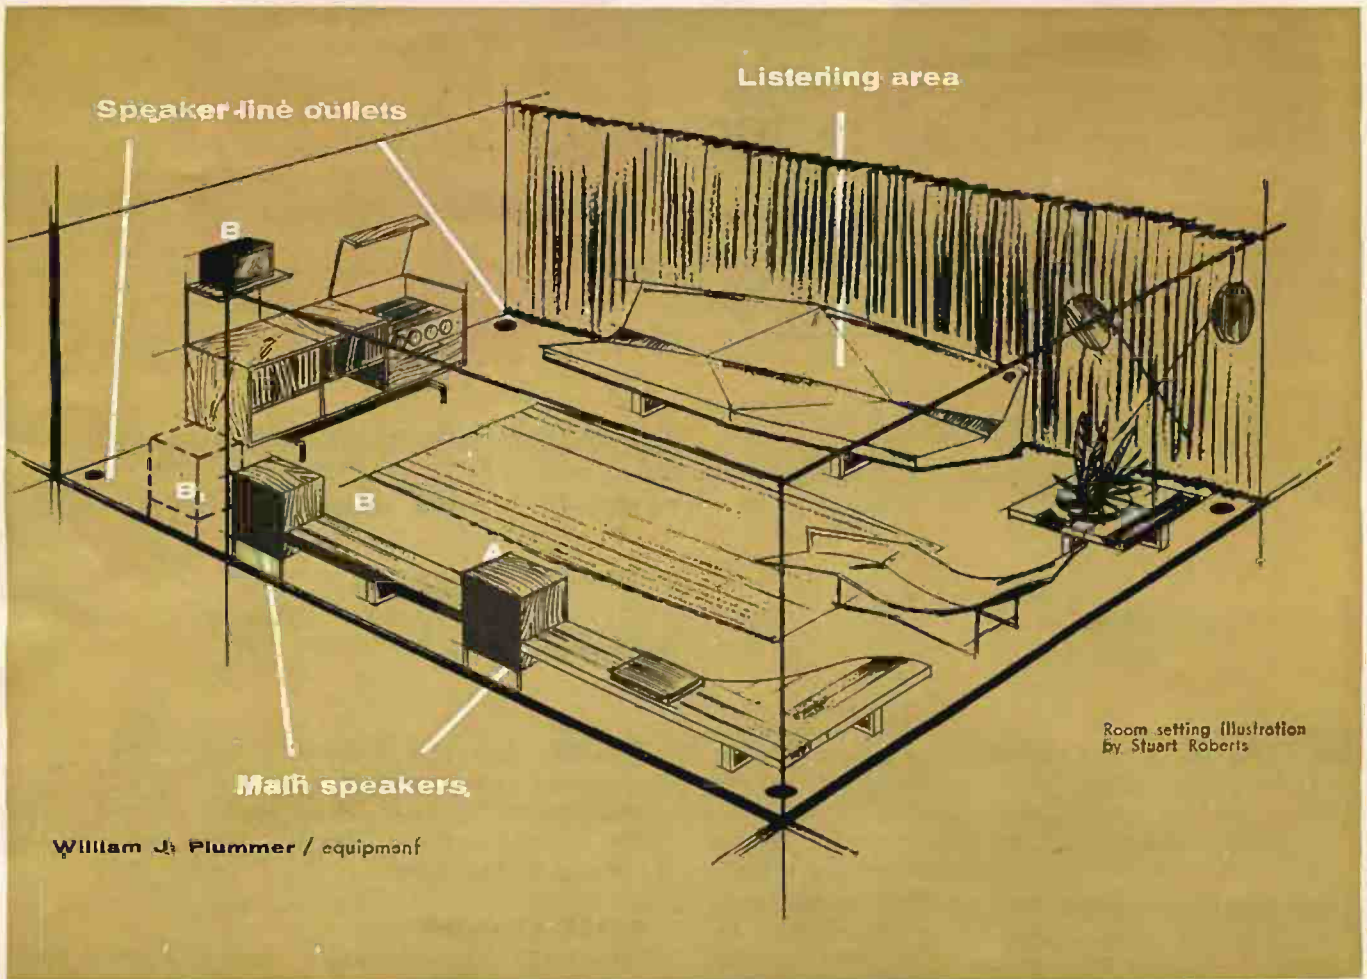 Listening area
Speaker-line outlets
B
B
B
A
Main speakers
Room setting illustration
by Stuart Roberts
William J. Plummer / equipment